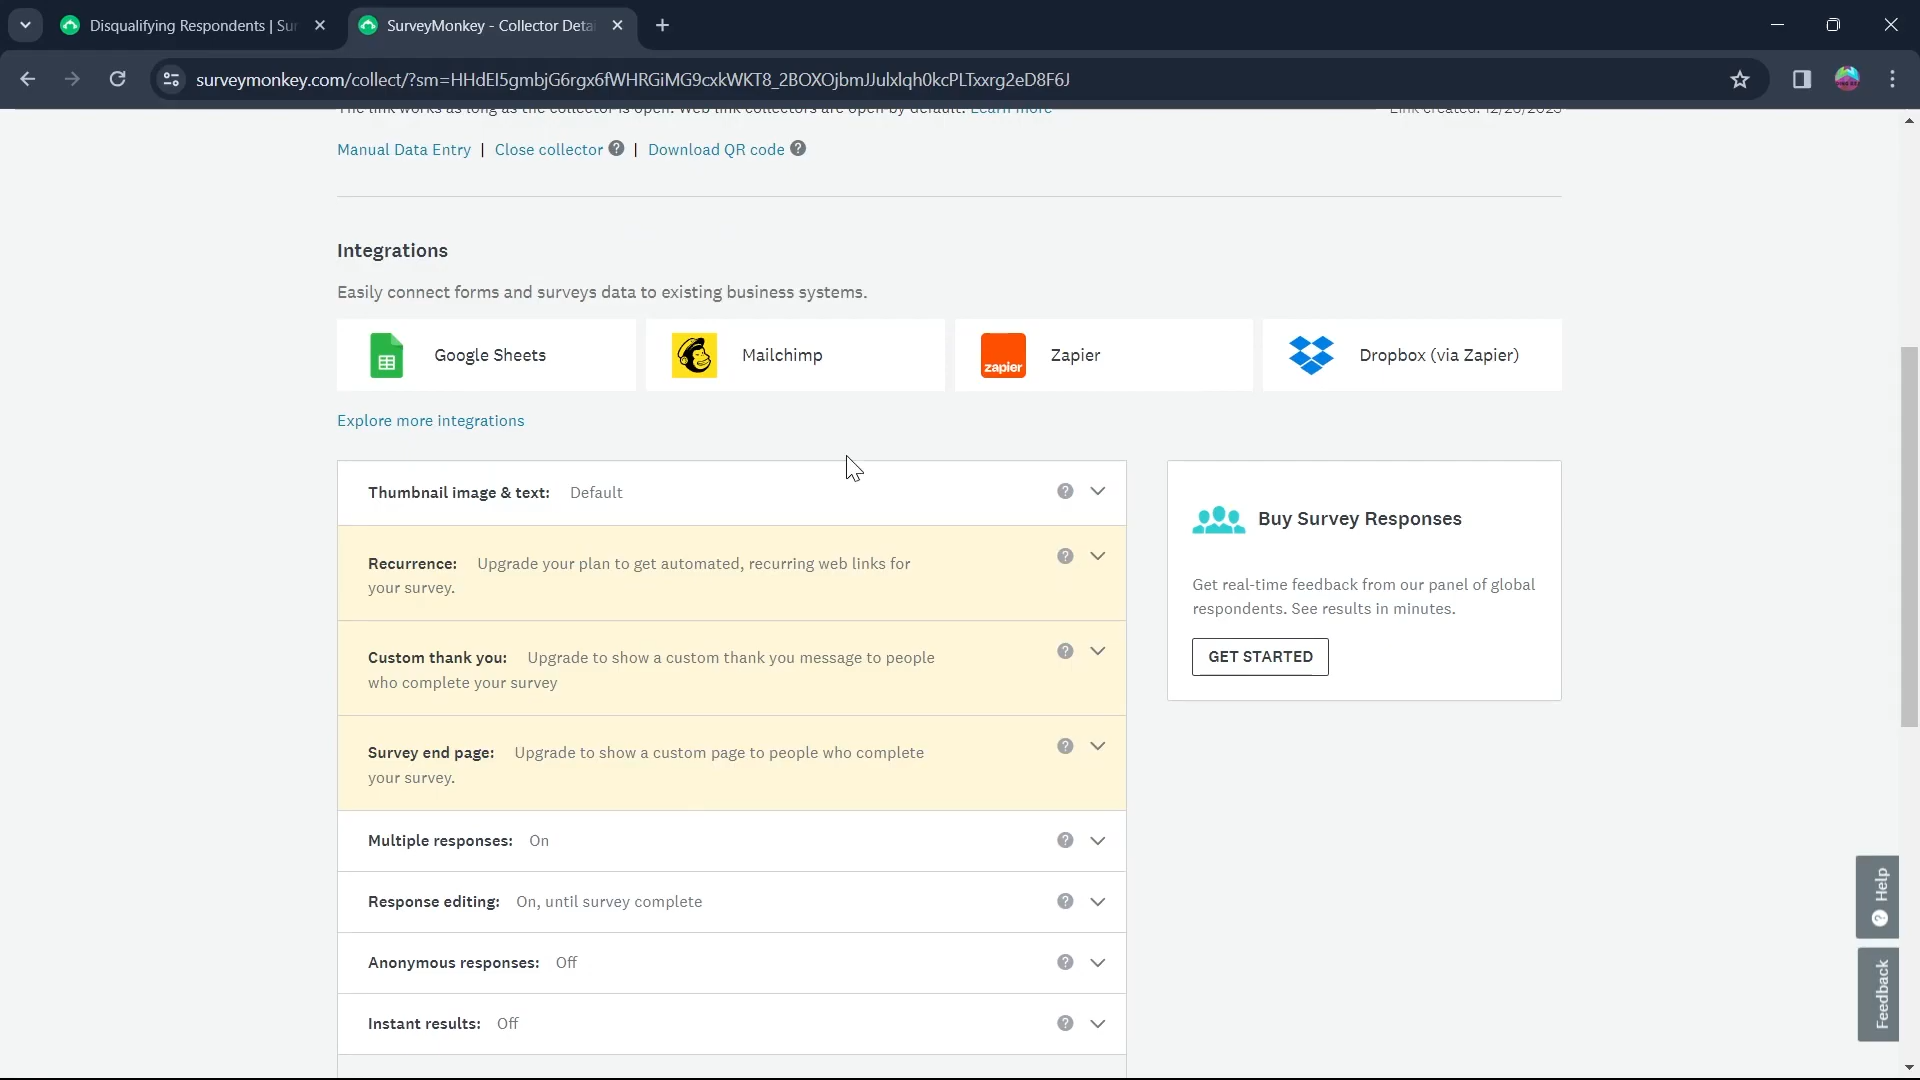 Disqualifying Respondents | Sur
SurveyMonkey - Collector Deta
surveymonkey.com/collect/?sm=HHdEI5gmbjG6rgx6fWHRGiMG9cxkWKT8_2BOXOjbmJJulxlqh0kcPLTxxrg2eD8F6J
The link works as long as the collector is open. Web link collectors are open by default. Learn more
Link created: 12/20/2023
Manual Data Entry | Close collector ? | Download QR code ?
Integrations
Easily connect forms and surveys data to existing business systems.
Google Sheets
Mailchimp
zapier
Zapier
Dropbox (via Zapier)
Explore more integrations
Thumbnail image & text: Default ?
Recurrence: Upgrade your plan to get automated, recurring web links for
your survey.
?
Custom thank you: Upgrade to show a custom thank you message to people
who complete your survey
?
Survey end page: Upgrade to show a custom page to people who complete
your survey.
?
Multiple responses: On ?
Response editing: On, until survey complete ?
Anonymous responses: Off ?
Instant results: Off ?
Buy Survey Responses
Get real-time feedback from our panel of global
respondents. See results in minutes.
GET STARTED
? Help
Feedback